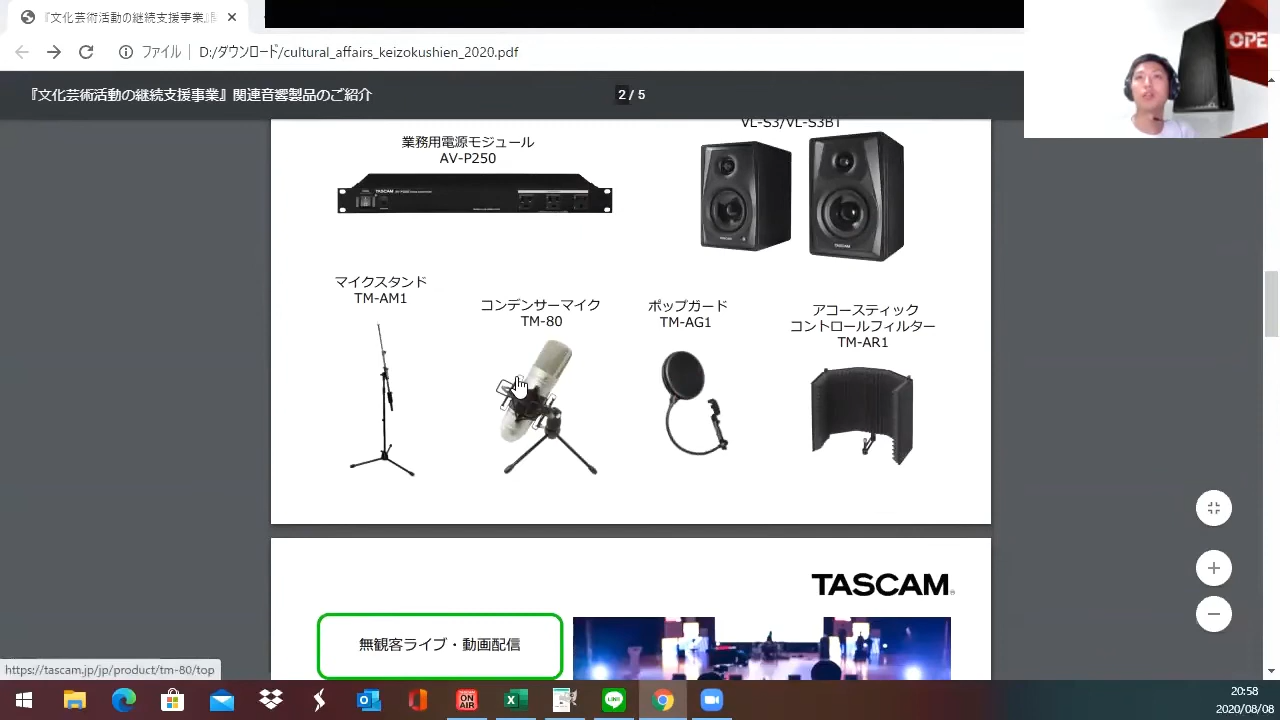 『文化芸術活動の継続支援事業』
ファイル | D:/ダウンロード/cultural_affairs_keizokushien_2020.pdf
OPE
『文化芸術活動の継続支援事業』関連音響製品のご紹介
2 / 5
VL-S3/VL-S3BT
業務用電源モジュール
AV-P250
TASCAM
TASCAM
TASCAM
マイクスタンド
TM-AM1
コンデンサーマイク
TM-80
ポップガード
TM-AG1
アコースティック
コントロールフィルター
TM-AR1
TASCAM
無観客ライブ・動画配信
https://tascam.jp/jp/product/tm-80/top
ON AIR
LINE
20:58
2020/08/08